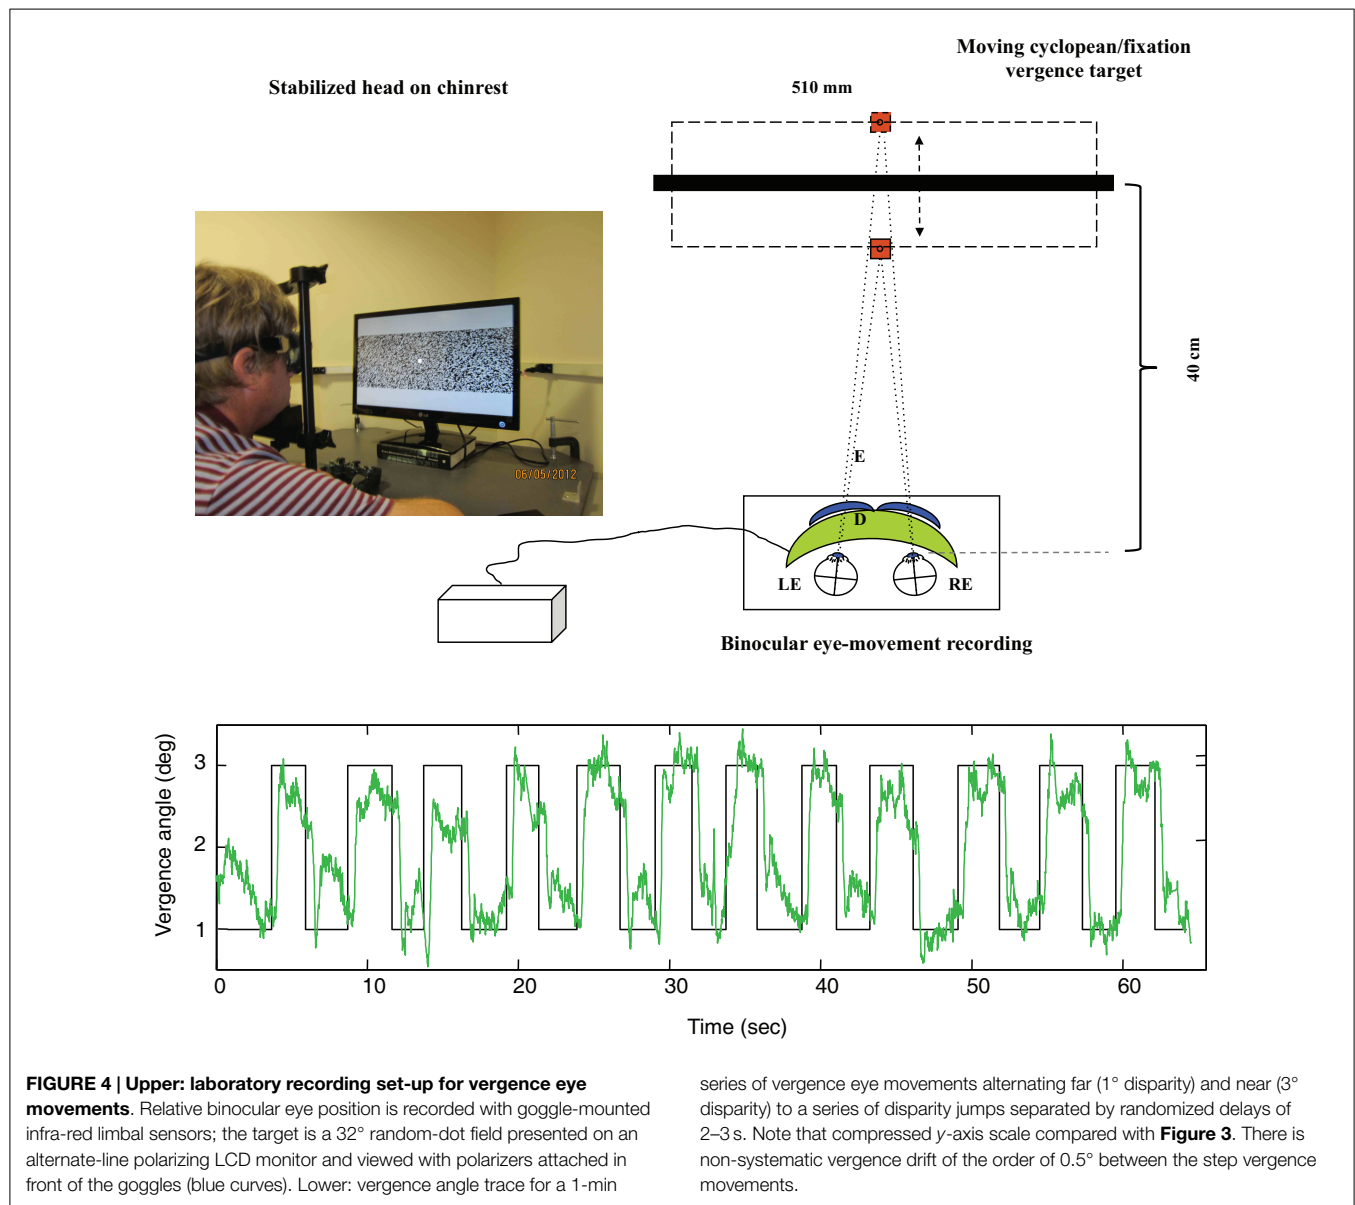 Moving cyclopean/fixation
vergence target
Stabilized head on chinrest
510 mm
40 cm
06/05/2012
E
D
LE
RE
Binocular eye-movement recording
Vergence angle (deg)
3
2
1
0
10
20
30
40
50
60
Time (sec)
FIGURE 4 | Upper: laboratory recording set-up for vergence eye
movements. Relative binocular eye position is recorded with goggle-mounted
infra-red limbal sensors; the target is a 32° random-dot field presented on an
alternate-line polarizing LCD monitor and viewed with polarizers attached in
front of the goggles (blue curves). Lower: vergence angle trace for a 1-min
series of vergence eye movements alternating far (1° disparity) and near (3°
disparity) to a series of disparity jumps separated by randomized delays of
2–3 s. Note that compressed y-axis scale compared with Figure 3. There is
non-systematic vergence drift of the order of 0.5° between the step vergence
movements.